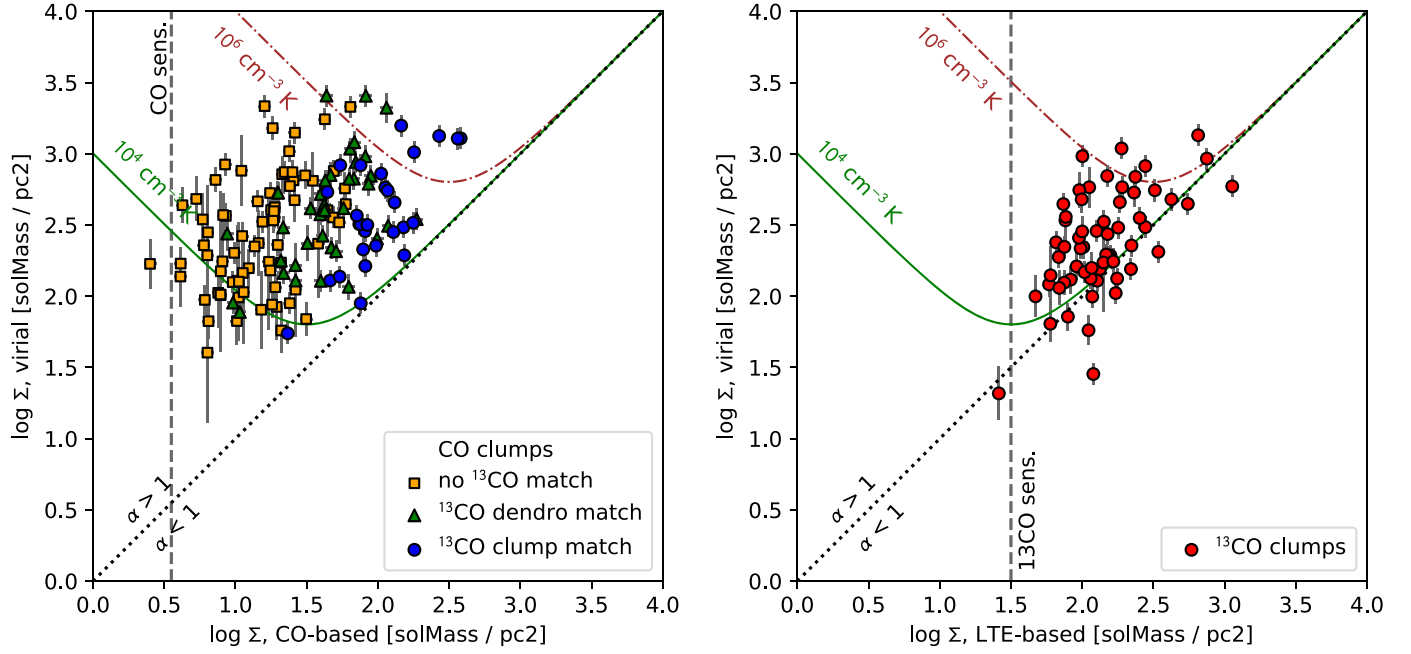 4.0
3.5
3.0
2.5
2.0
1.5
1.0
0.5
0.0
0.0 0.5 1.0 1.5 2.0 2.5 3.0 3.5 4.0
log Σ, virial [solMass / pc2]
log Σ, CO-based [solMass / pc2]
CO sens.
10⁶ cm⁻³ K
10⁴ cm⁻³ K
α > 1
α < 1
CO clumps
no ¹³CO match
¹³CO dendro match
¹³CO clump match
4.0
3.5
3.0
2.5
2.0
1.5
1.0
0.5
0.0
0.0 0.5 1.0 1.5 2.0 2.5 3.0 3.5 4.0
log Σ, virial [solMass / pc2]
log Σ, LTE-based [solMass / pc2]
10⁶ cm⁻³ K
10⁴ cm⁻³ K
α > 1
α < 1
13CO sens.
¹³CO clumps